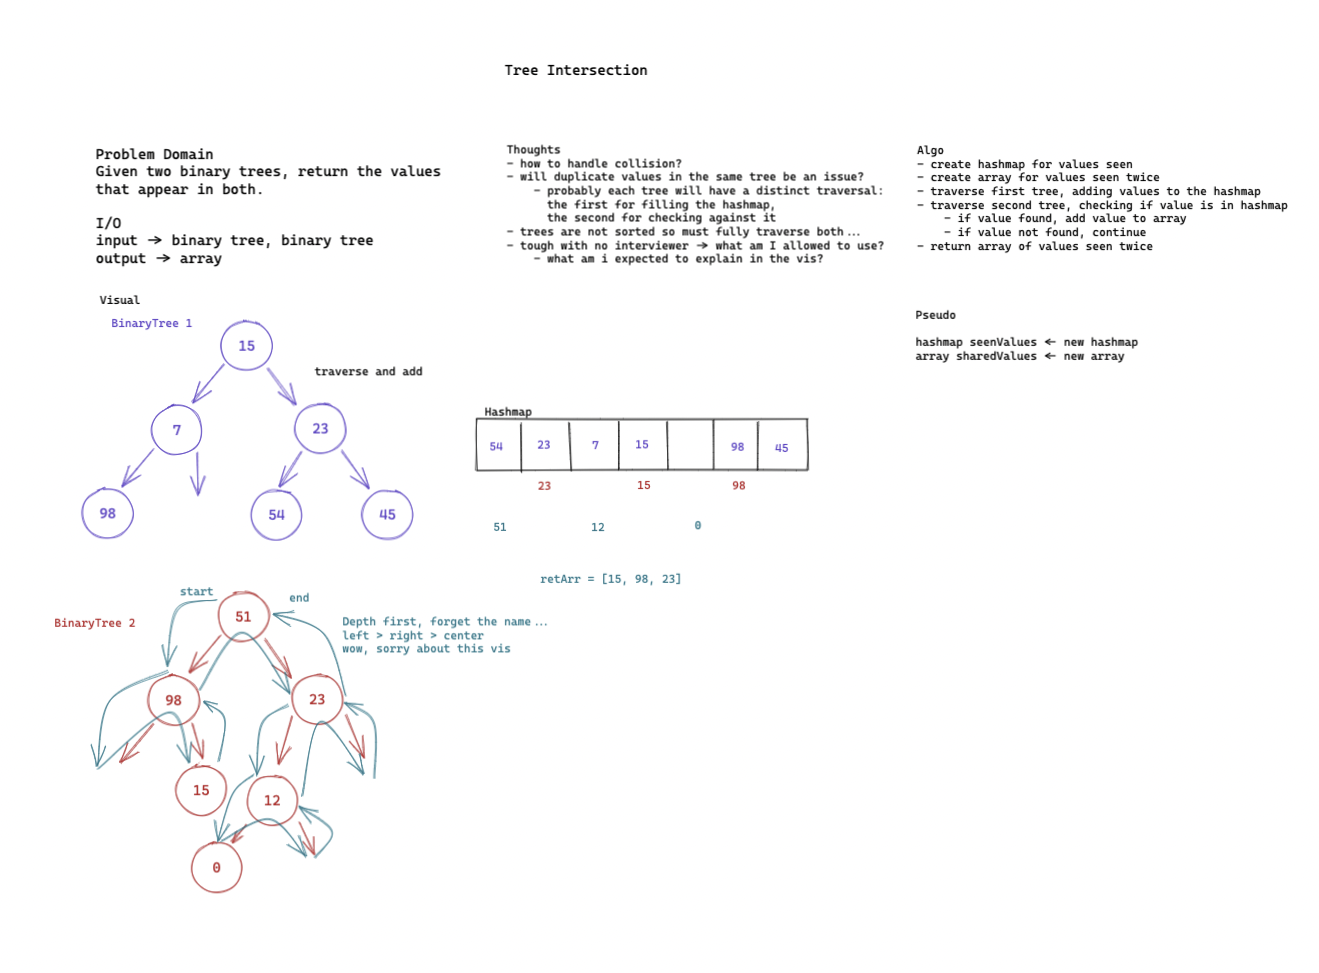 Tree Intersection
Problem Domain
Given two binary trees, return the values
that appear in both.
I/O
input → binary tree, binary tree
output → array
Thoughts
- how to handle collision?
- will duplicate values in the same tree be an issue?
- probably each tree will have a distinct traversal:
the first for filling the hashmap,
the second for checking against it
- trees are not sorted so must fully traverse both...
- tough with no interviewer → what am I allowed to use?
- what am i expected to explain in the vis?
Algo
- create hashmap for values seen
- create array for values seen twice
- traverse first tree, adding values to the hashmap
- traverse second tree, checking if value is in hashmap
- if value found, add value to array
- if value not found, continue
- return array of values seen twice
Pseudo
hashmap seenValues ← new hashmap
array sharedValues ← new array
Visual
BinaryTree 1
15
traverse and add
7
23
98
54
45
Hashmap
54 23 7 15 98 45
23 15 98
51 12 0
retArr = [15, 98, 23]
BinaryTree 2
start
end
51
Depth first, forget the name...
left > right > center
wow, sorry about this vis
98
23
15
12
0